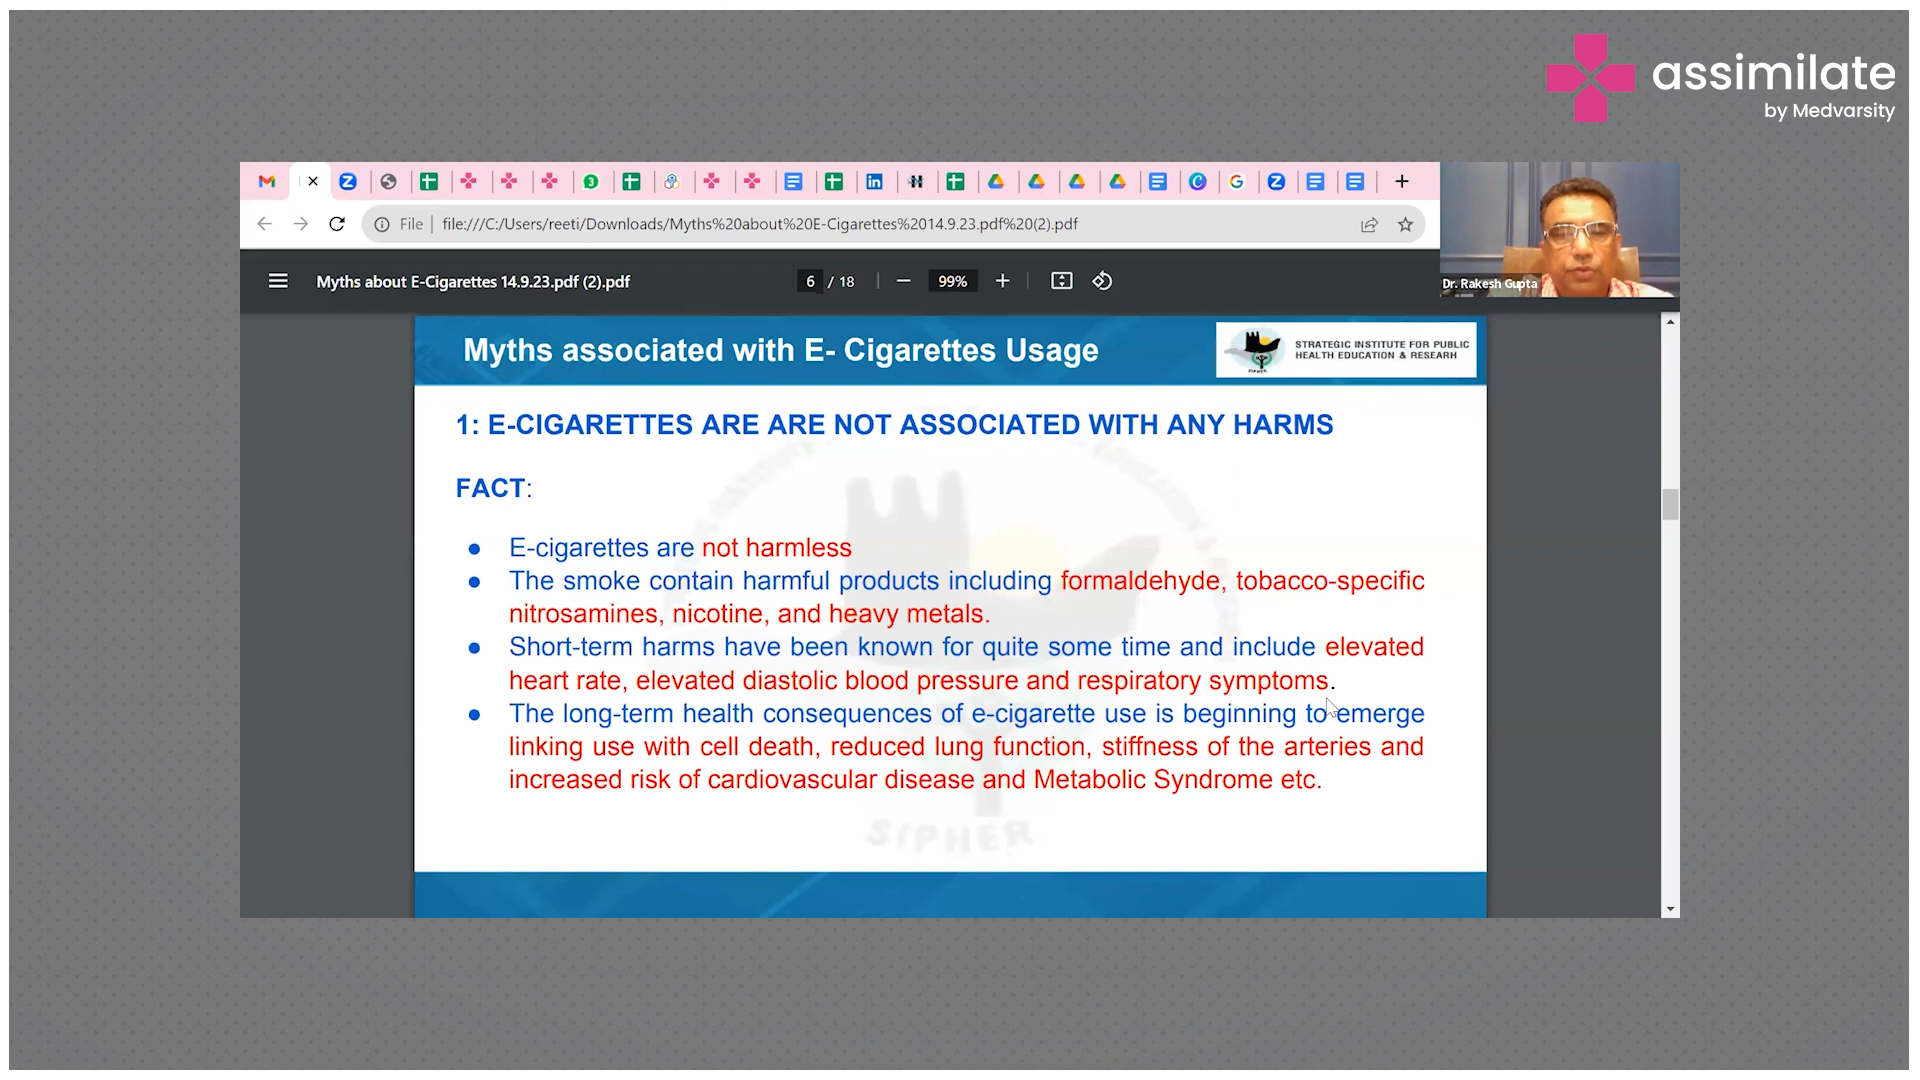 assimilate
by Medvarsity
3
File
file:///C:/Users/reeti/Downloads/Myths%20about%20E-Cigarettes%2014.9.23.pdf%20(2).pdf
Dr. Rakesh Gupta
Myths about E-Cigarettes 14.9.23.pdf (2).pdf
6 / 18
99%
Myths associated with E- Cigarettes Usage
STRATEGIC INSTITUTE FOR PUBLIC
HEALTH EDUCATION & RESEARH
SIPHER
1: E-CIGARETTES ARE ARE NOT ASSOCIATED WITH ANY HARMS
FACT:
● E-cigarettes are not harmless
● The smoke contain harmful products including formaldehyde, tobacco-specific
nitrosamines, nicotine, and heavy metals.
● Short-term harms have been known for quite some time and include elevated
heart rate, elevated diastolic blood pressure and respiratory symptoms.
● The long-term health consequences of e-cigarette use is beginning to emerge
linking use with cell death, reduced lung function, stiffness of the arteries and
increased risk of cardiovascular disease and Metabolic Syndrome etc.
SIPHER